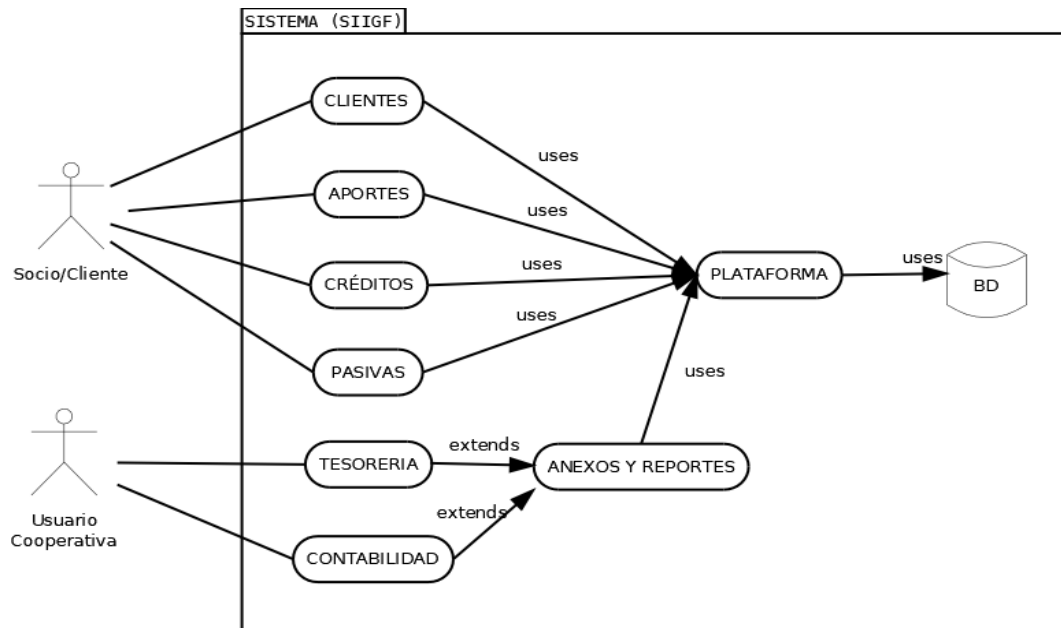 SISTEMA (SIIGF)
CLIENTES
uses
APORTES
uses
Socio/Cliente
CRÉDITOS
uses
PLATAFORMA
uses
BD
uses
PASIVAS
uses
TESORERIA
extends
ANEXOS Y REPORTES
extends
Usuario
Cooperativa
CONTABILIDAD